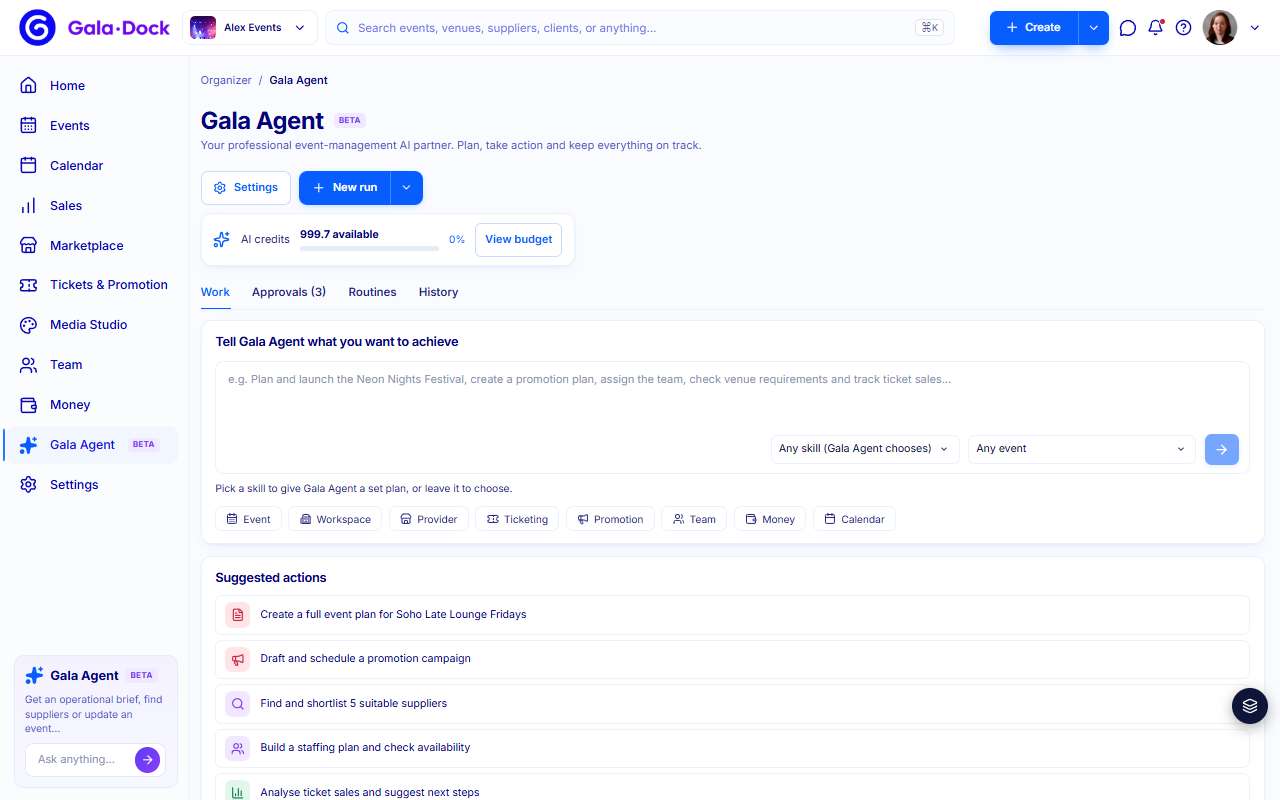 Gala·Dock
Alex Events
Search events, venues, suppliers, clients, or anything...
⌘K
Create
Home
Events
Calendar
Sales
Marketplace
Tickets & Promotion
Media Studio
Team
Money
Gala Agent BETA
Settings
Gala Agent BETA
Get an operational brief, find
suppliers or update an
event...
Ask anything...
Organizer / Gala Agent
Gala Agent BETA
Your professional event-management AI partner. Plan, take action and keep everything on track.
Settings
New run
AI credits
999.7 available
0%
View budget
Work
Approvals (3)
Routines
History
Tell Gala Agent what you want to achieve
e.g. Plan and launch the Neon Nights Festival, create a promotion plan, assign the team, check venue requirements and track ticket sales...
Any skill (Gala Agent chooses)
Any event
Pick a skill to give Gala Agent a set plan, or leave it to choose.
Event
Workspace
Provider
Ticketing
Promotion
Team
Money
Calendar
Suggested actions
Create a full event plan for Soho Late Lounge Fridays
Draft and schedule a promotion campaign
Find and shortlist 5 suitable suppliers
Build a staffing plan and check availability
Analyse ticket sales and suggest next steps